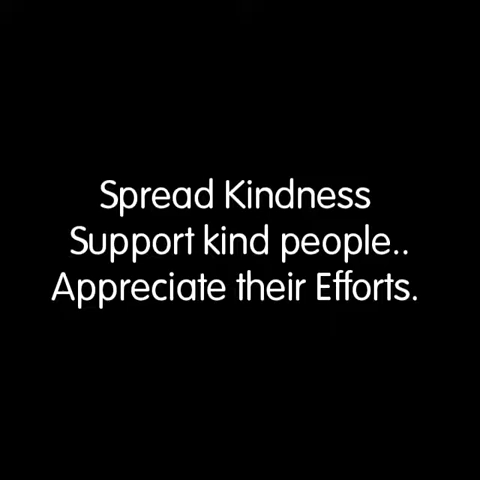 Spread Kindness
Support kind people..
Appreciate their Efforts.